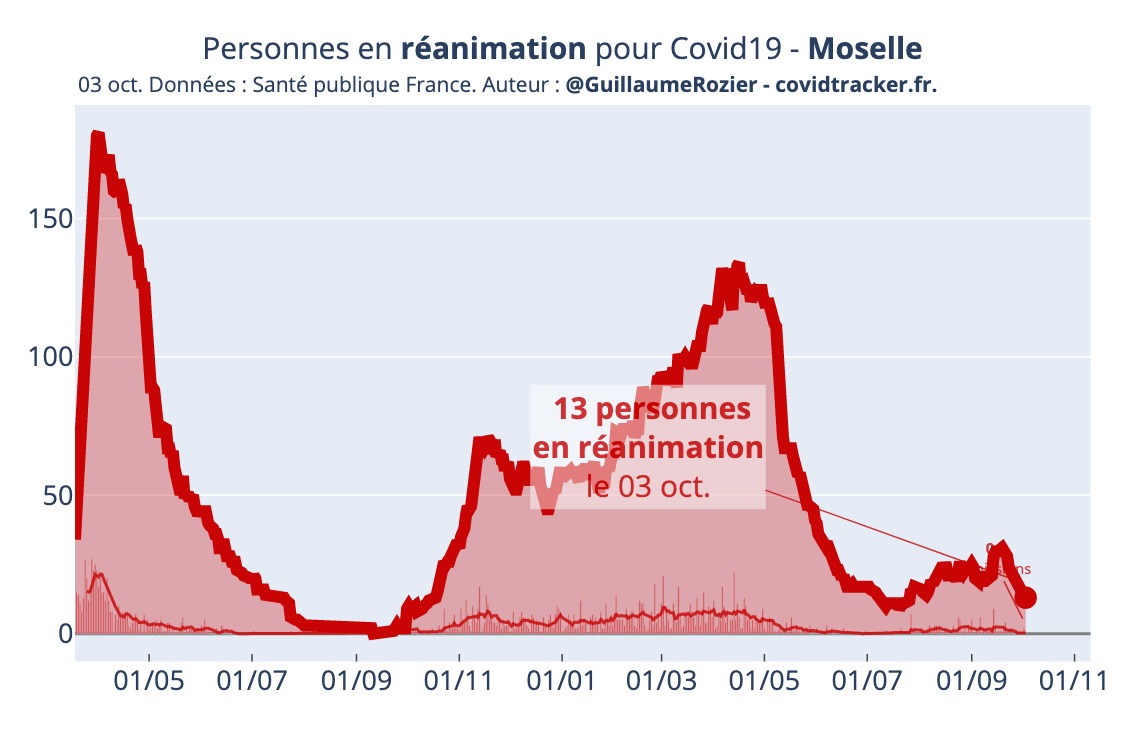 Personnes en réanimation pour Covid19 - Moselle
03 oct. Données : Santé publique France. Auteur : @GuillaumeRozier - covidtracker.fr.
150
100
50
0
13 personnes
en réanimation
le 03 oct.
0
01/05 01/07 01/09 01/11 01/01 01/03 01/05 01/07 01/09 01/11